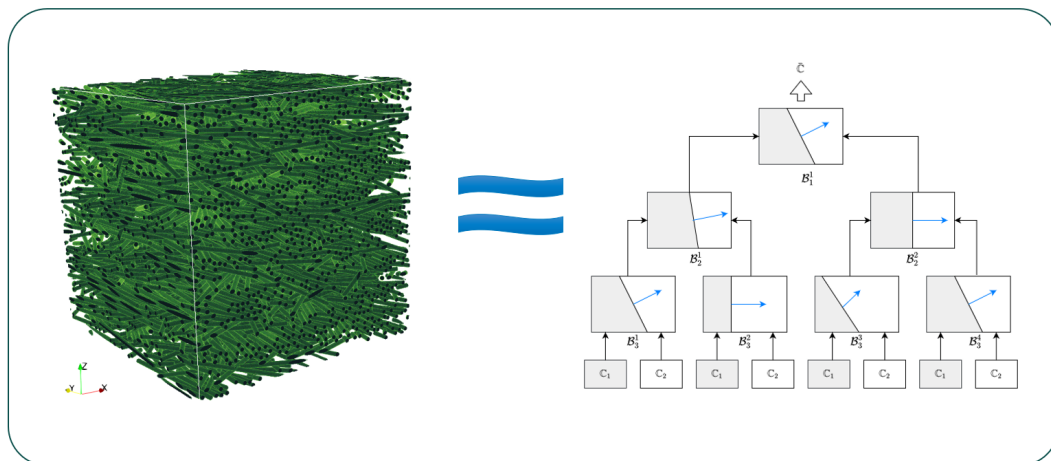 ℂ̄
ℬ₁¹
ℬ₂¹
ℬ₂²
ℬ₃¹ ℬ₃² ℬ₃³ ℬ₃⁴
ℂ₁ ℂ₂ ℂ₁ ℂ₂ ℂ₁ ℂ₂ ℂ₁ ℂ₂
Z
Y X